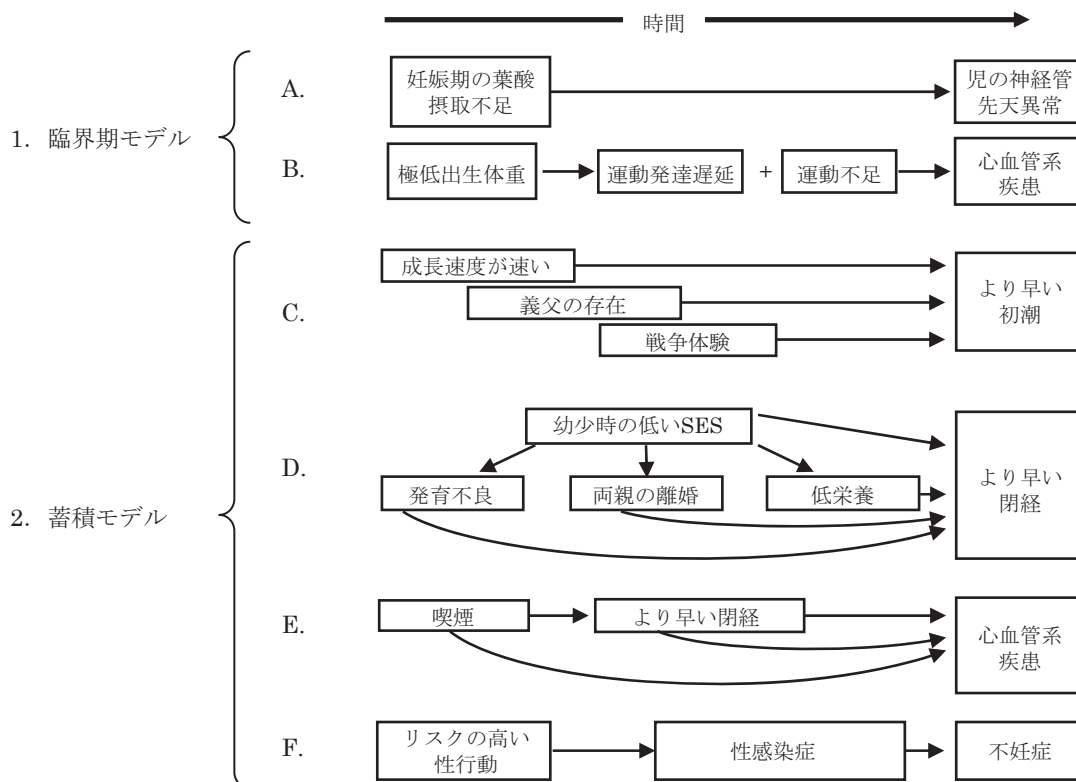 時間
1. 臨界期モデル
A.
妊娠期の葉酸
摂取不足
児の神経管
先天異常
B.
極低出生体重
運動発達遅延
+
運動不足
心血管系
疾患
2. 蓄積モデル
C.
成長速度が速い
義父の存在
戦争体験
より早い
初潮
D.
幼少時の低いSES
発育不良
両親の離婚
低栄養
より早い
閉経
E.
喫煙
より早い閉経
心血管系
疾患
F.
リスクの高い
性行動
性感染症
不妊症